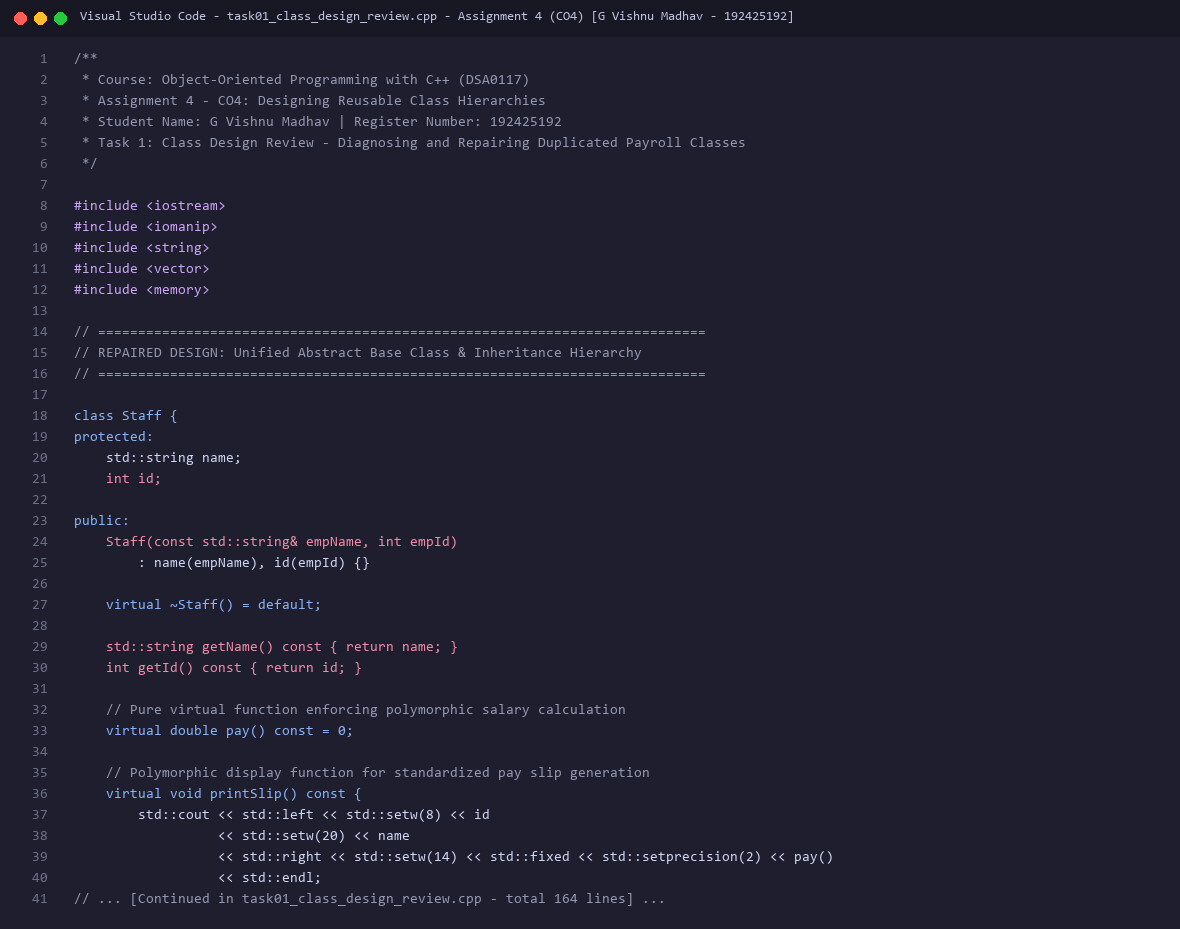 Visual Studio Code - task01_class_design_review.cpp - Assignment 4 (CO4) [G Vishnu Madhav - 192425192]
1 /**
2  * Course: Object-Oriented Programming with C++ (DSA0117)
3  * Assignment 4 - CO4: Designing Reusable Class Hierarchies
4  * Student Name: G Vishnu Madhav | Register Number: 192425192
5  * Task 1: Class Design Review - Diagnosing and Repairing Duplicated Payroll Classes
6  */
7
8 #include <iostream>
9 #include <iomanip>
10 #include <string>
11 #include <vector>
12 #include <memory>
13
14 // ============================================================================
15 // REPAIRED DESIGN: Unified Abstract Base Class & Inheritance Hierarchy
16 // ============================================================================
17
18 class Staff {
19 protected:
20     std::string name;
21     int id;
22
23 public:
24     Staff(const std::string& empName, int empId)
25         : name(empName), id(empId) {}
26
27     virtual ~Staff() = default;
28
29     std::string getName() const { return name; }
30     int getId() const { return id; }
31
32     // Pure virtual function enforcing polymorphic salary calculation
33     virtual double pay() const = 0;
34
35     // Polymorphic display function for standardized pay slip generation
36     virtual void printSlip() const {
37         std::cout << std::left << std::setw(8) << id
38                   << std::setw(20) << name
39                   << std::right << std::setw(14) << std::fixed << std::setprecision(2) << pay()
40                   << std::endl;
41 // ... [Continued in task01_class_design_review.cpp - total 164 lines] ...